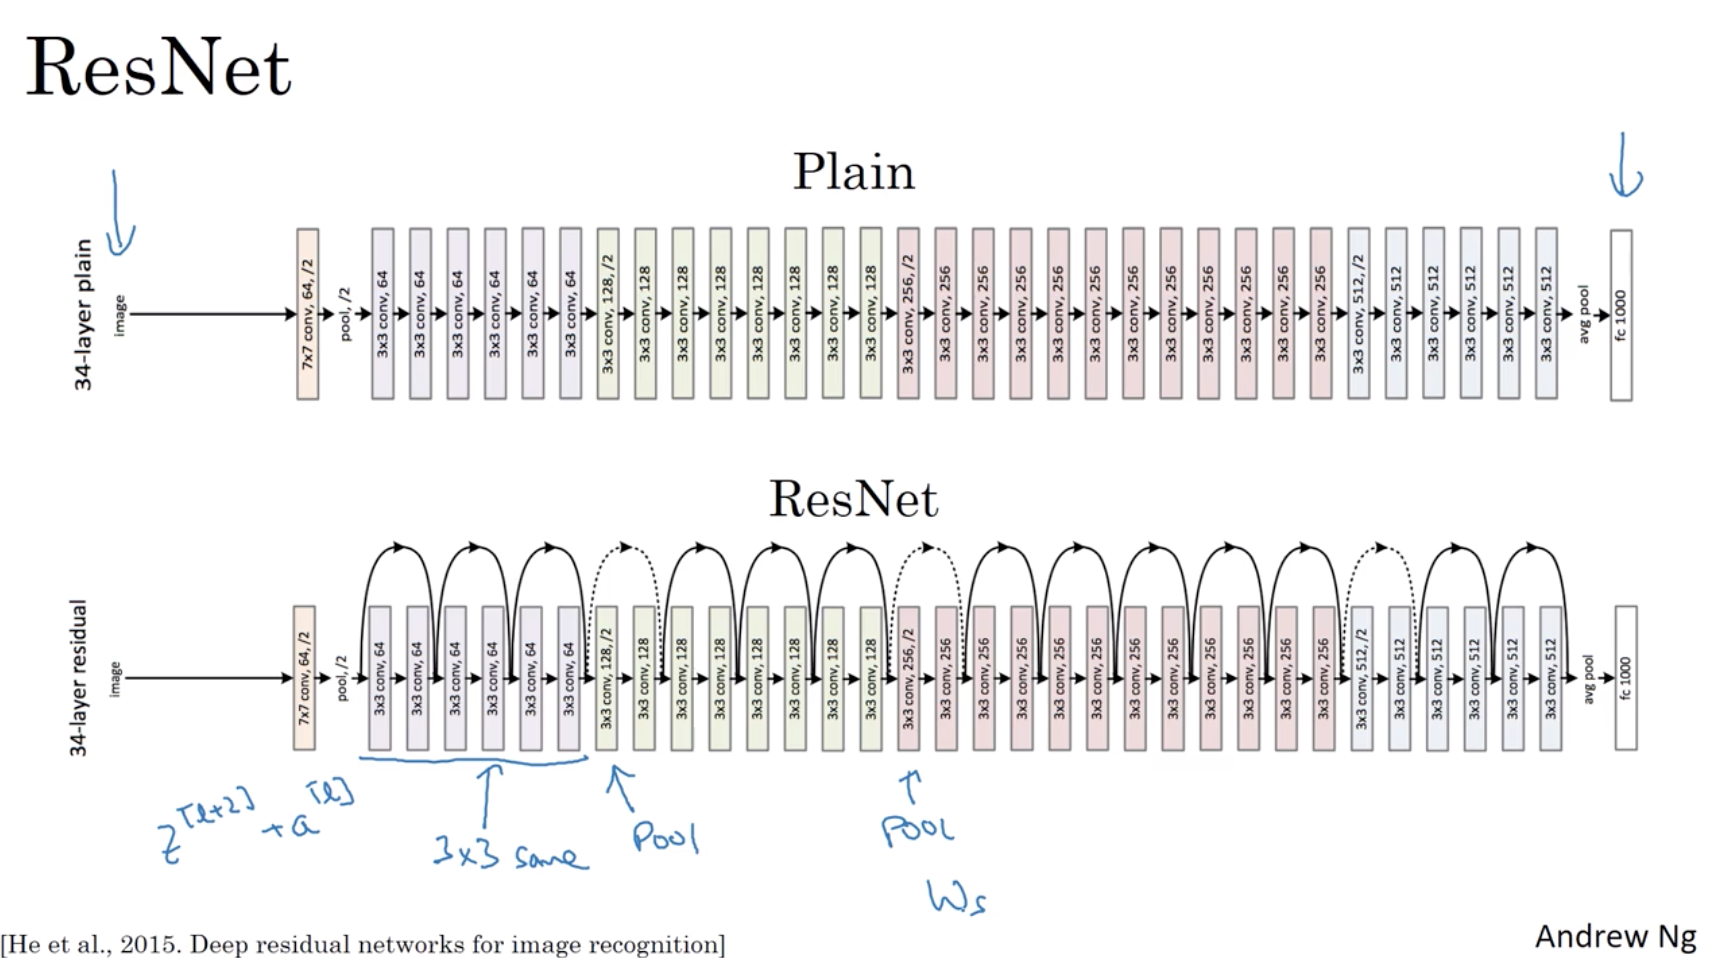 ResNet
Plain
34-layer plain
image
7x7 conv, 64, /2
pool, /2
3x3 conv, 64
3x3 conv, 64
3x3 conv, 64
3x3 conv, 64
3x3 conv, 64
3x3 conv, 64
3x3 conv, 128, /2
3x3 conv, 128
3x3 conv, 128
3x3 conv, 128
3x3 conv, 128
3x3 conv, 128
3x3 conv, 128
3x3 conv, 128
3x3 conv, 256, /2
3x3 conv, 256
3x3 conv, 256
3x3 conv, 256
3x3 conv, 256
3x3 conv, 256
3x3 conv, 256
3x3 conv, 256
3x3 conv, 256
3x3 conv, 256
3x3 conv, 256
3x3 conv, 256
3x3 conv, 512, /2
3x3 conv, 512
3x3 conv, 512
3x3 conv, 512
3x3 conv, 512
3x3 conv, 512
avg pool
fc 1000
ResNet
34-layer residual
image
7x7 conv, 64, /2
pool, /2
3x3 conv, 64
3x3 conv, 64
3x3 conv, 64
3x3 conv, 64
3x3 conv, 64
3x3 conv, 64
3x3 conv, 128, /2
3x3 conv, 128
3x3 conv, 128
3x3 conv, 128
3x3 conv, 128
3x3 conv, 128
3x3 conv, 128
3x3 conv, 128
3x3 conv, 256, /2
3x3 conv, 256
3x3 conv, 256
3x3 conv, 256
3x3 conv, 256
3x3 conv, 256
3x3 conv, 256
3x3 conv, 256
3x3 conv, 256
3x3 conv, 256
3x3 conv, 256
3x3 conv, 256
3x3 conv, 512, /2
3x3 conv, 512
3x3 conv, 512
3x3 conv, 512
3x3 conv, 512
3x3 conv, 512
avg pool
fc 1000
z[l+2] + a[l]
3x3 same
Pool
Pool
Ws
[He et al., 2015. Deep residual networks for image recognition]
Andrew Ng